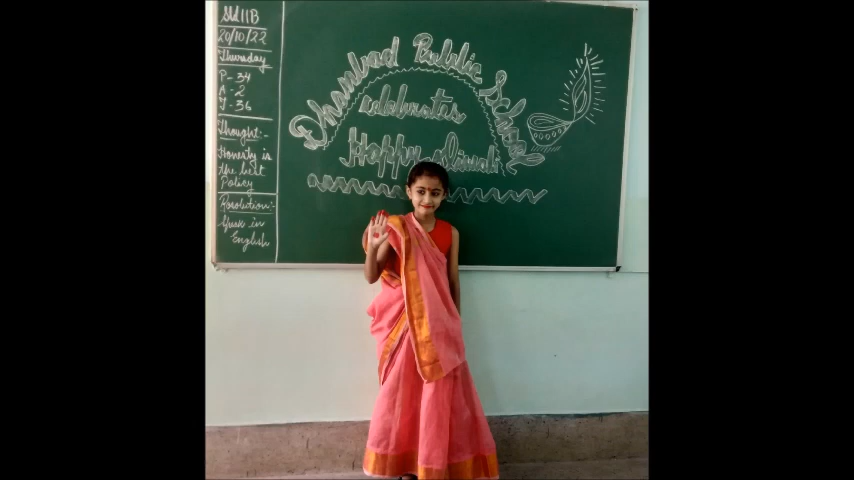 Std IIB
20/10/22
Thursday
P - 34
A - 2
T - 36
Thought:-
Honesty is
the best
Policy
Resolution:-
Speak in
English
Dhanbad Public School
celebrates
Happy Diwali